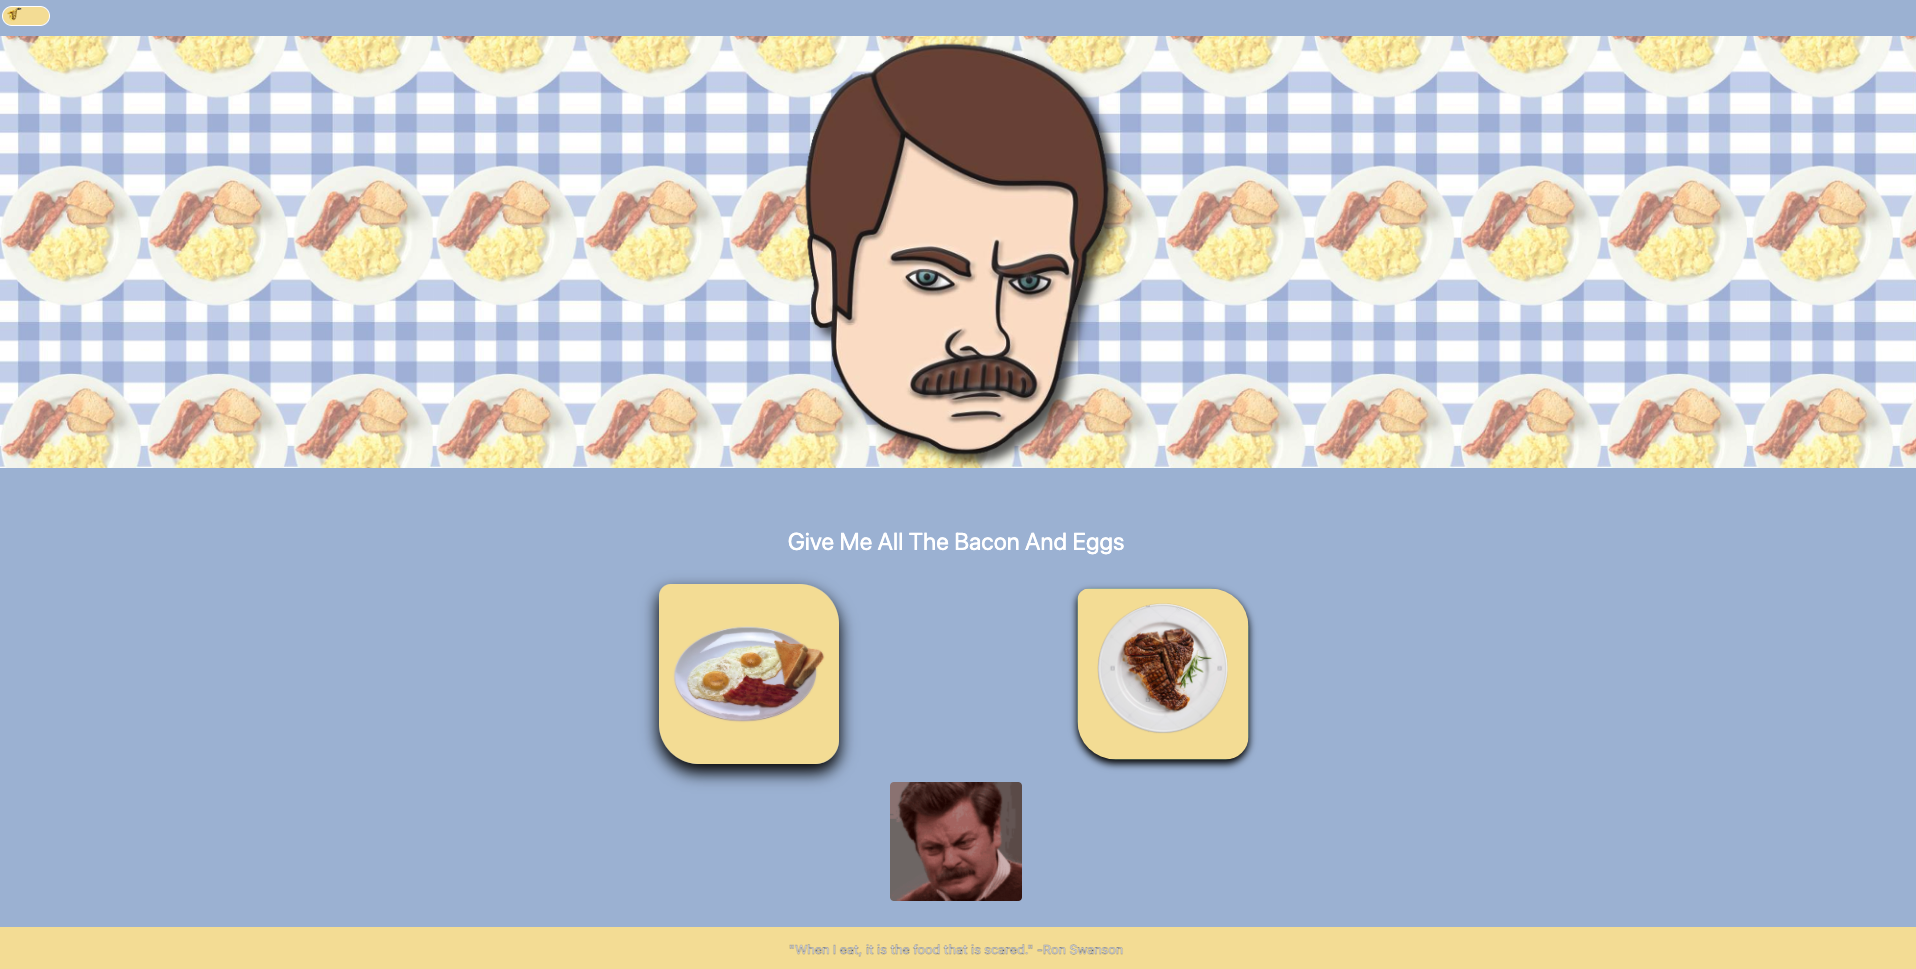 Give Me All The Bacon And Eggs
"When I eat, it is the food that is scared." -Ron Swanson